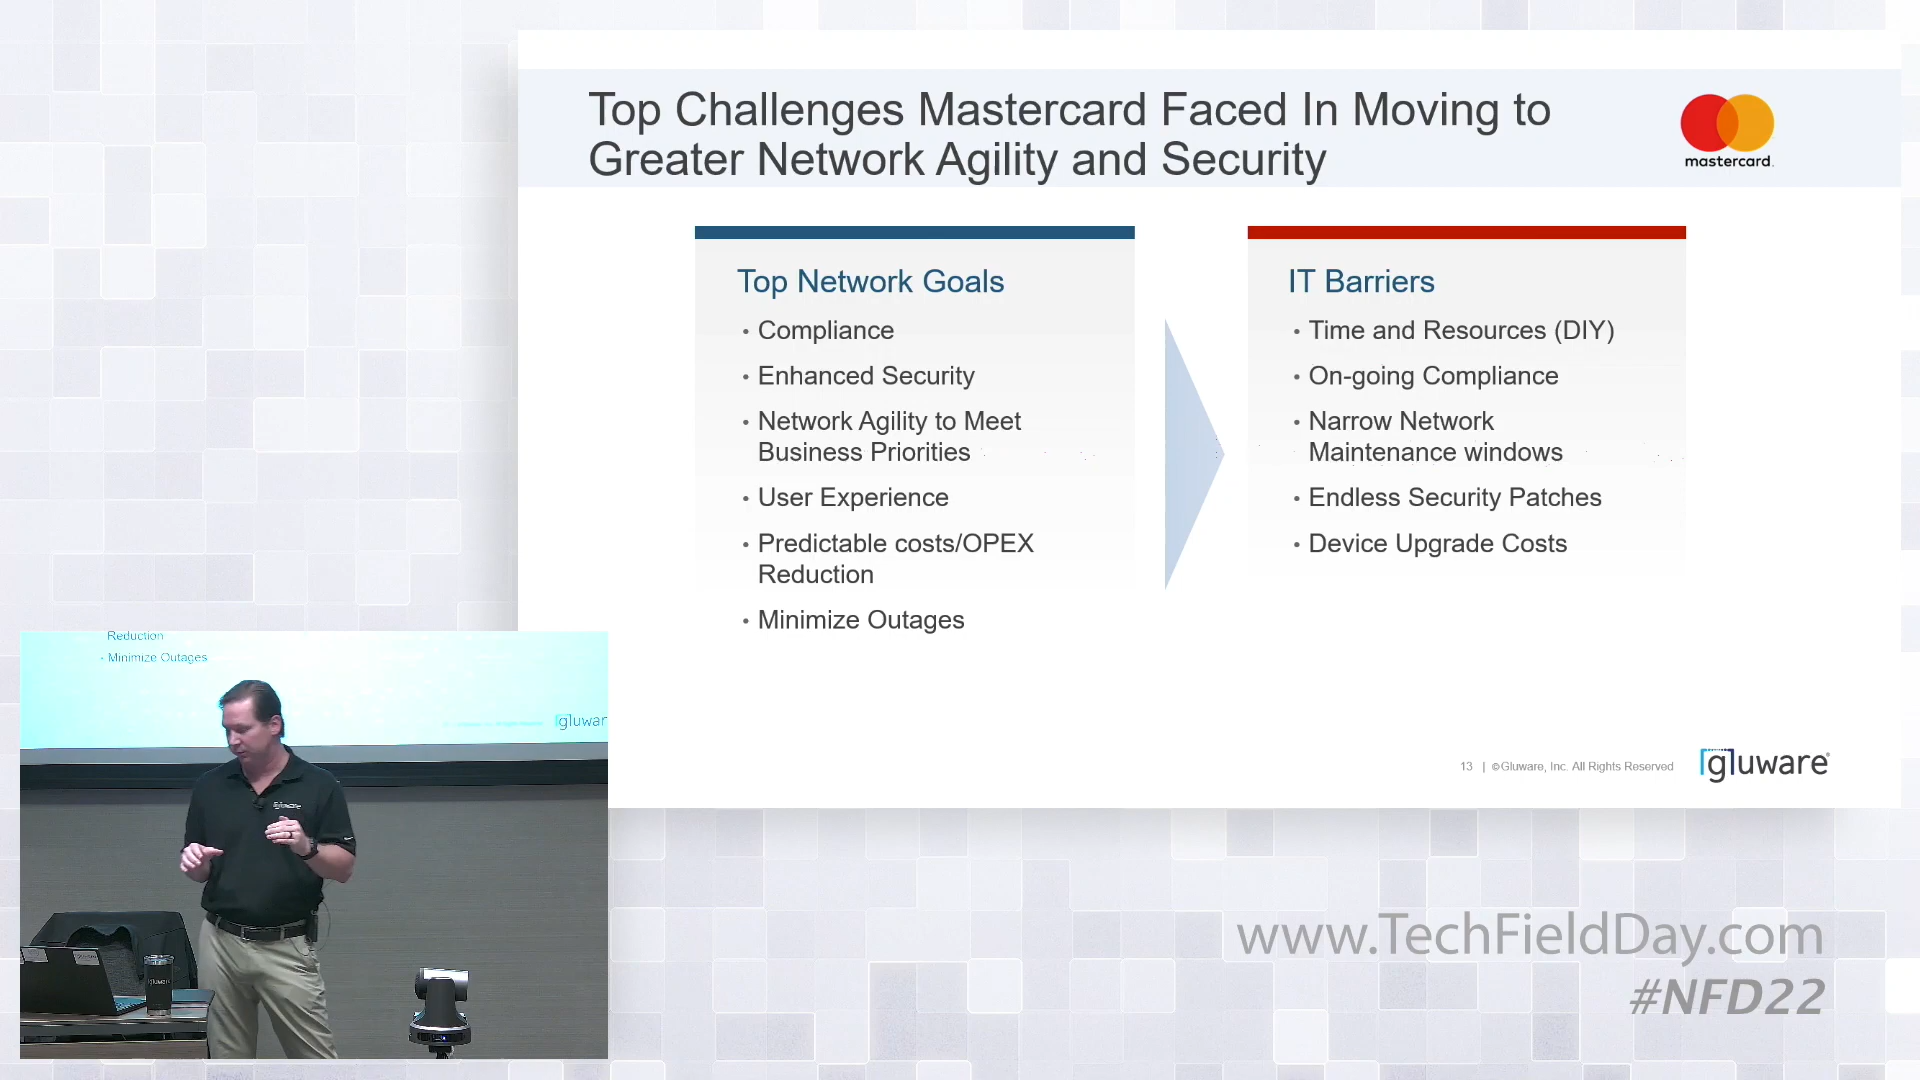 Top Challenges Mastercard Faced In Moving to
Greater Network Agility and Security
mastercard.
Top Network Goals
• Compliance
• Enhanced Security
• Network Agility to Meet
Business Priorities
• User Experience
• Predictable costs/OPEX
Reduction
• Minimize Outages
IT Barriers
• Time and Resources (DIY)
• On-going Compliance
• Narrow Network
Maintenance windows
• Endless Security Patches
• Device Upgrade Costs
13 | ©Gluware, Inc. All Rights Reserved
gluware®
Reduction
• Minimize Outages
gluwar
gluware
gluware
www.TechFieldDay.com
#NFD22